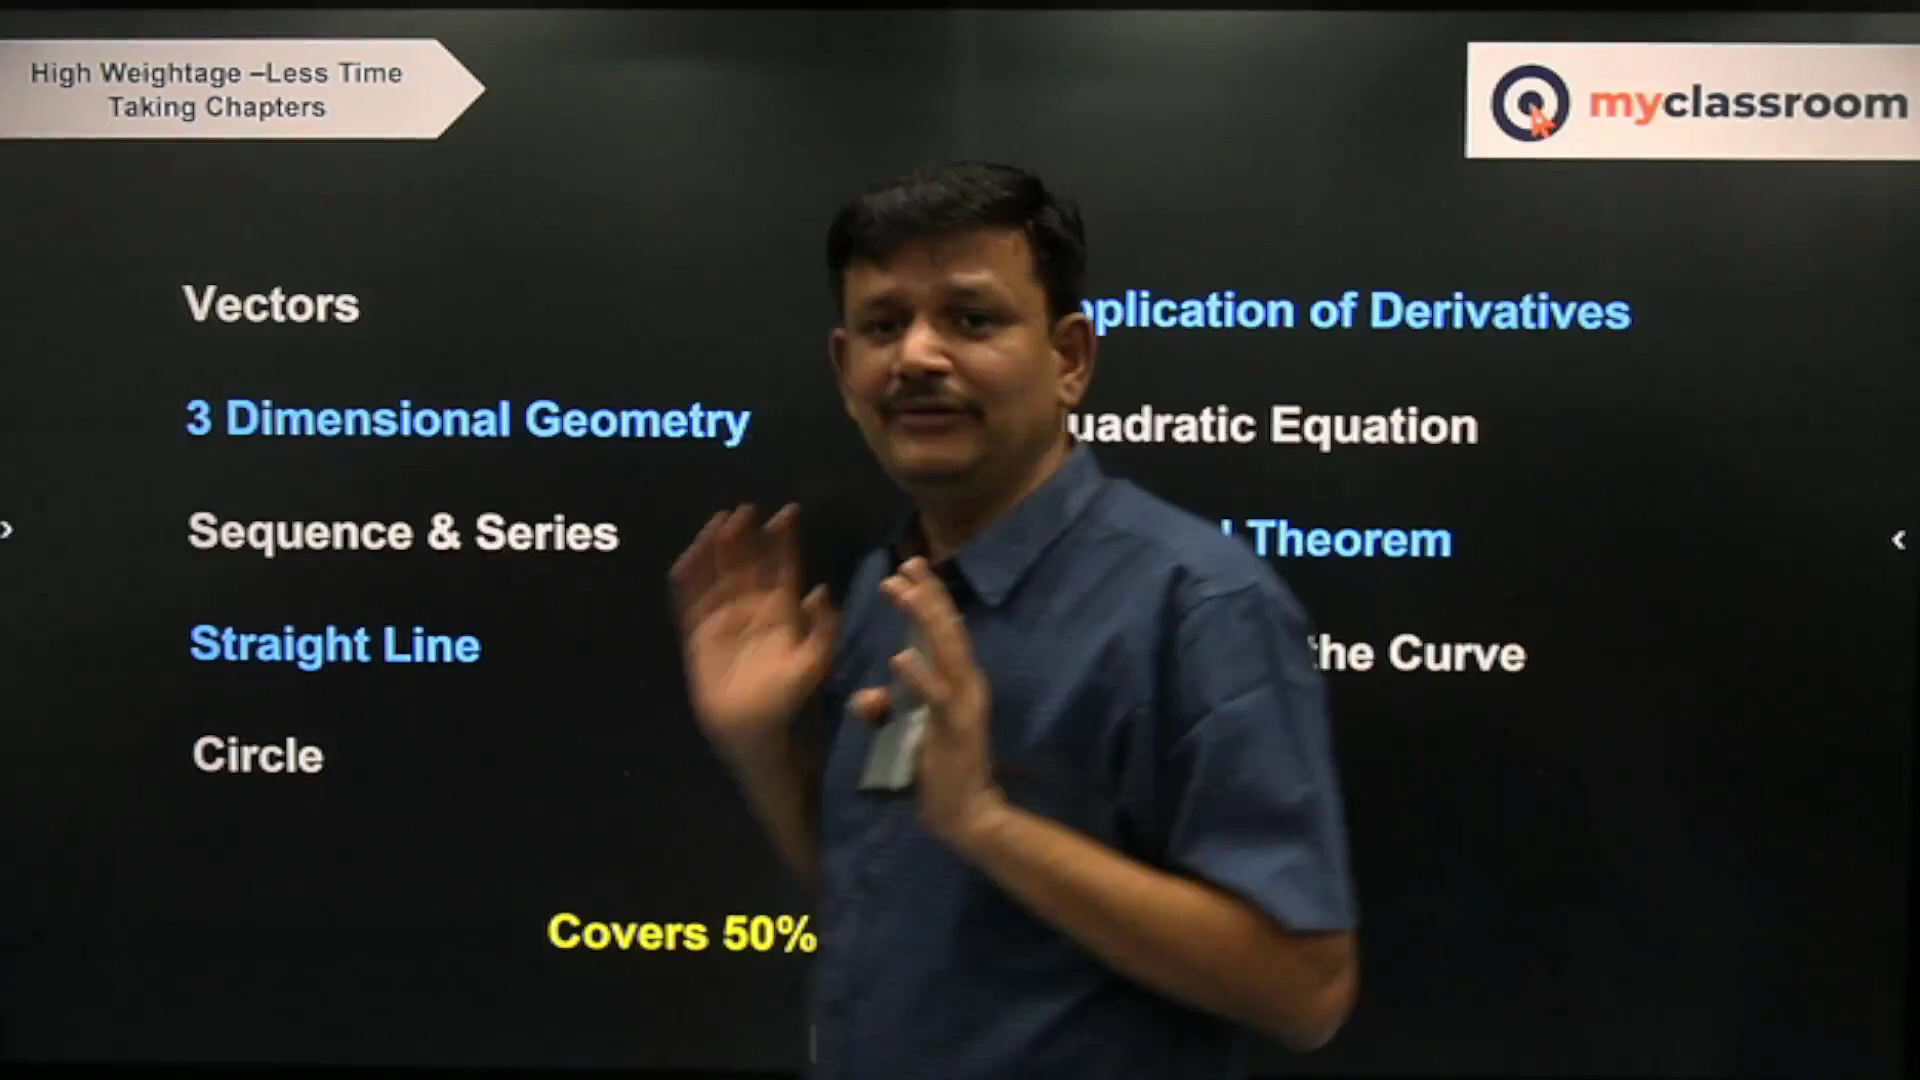 High Weightage –Less Time
Taking Chapters
myclassroom
Vectors
3 Dimensional Geometry
Sequence & Series
Straight Line
Circle
plication of Derivatives
uadratic Equation
Theorem
the Curve
Covers 50%